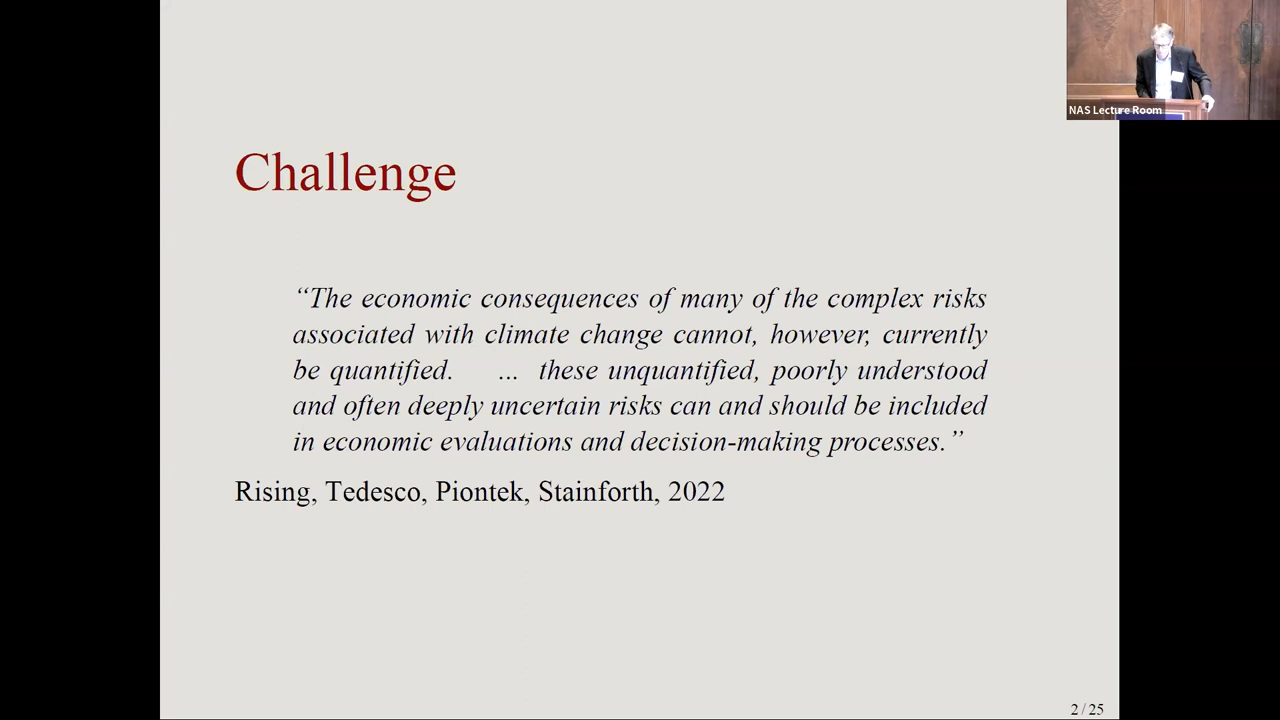 NAS Lecture Room
Challenge
“The economic consequences of many of the complex risks
associated with climate change cannot, however, currently
be quantified. ... these unquantified, poorly understood
and often deeply uncertain risks can and should be included
in economic evaluations and decision-making processes.”
Rising, Tedesco, Piontek, Stainforth, 2022
2 / 25